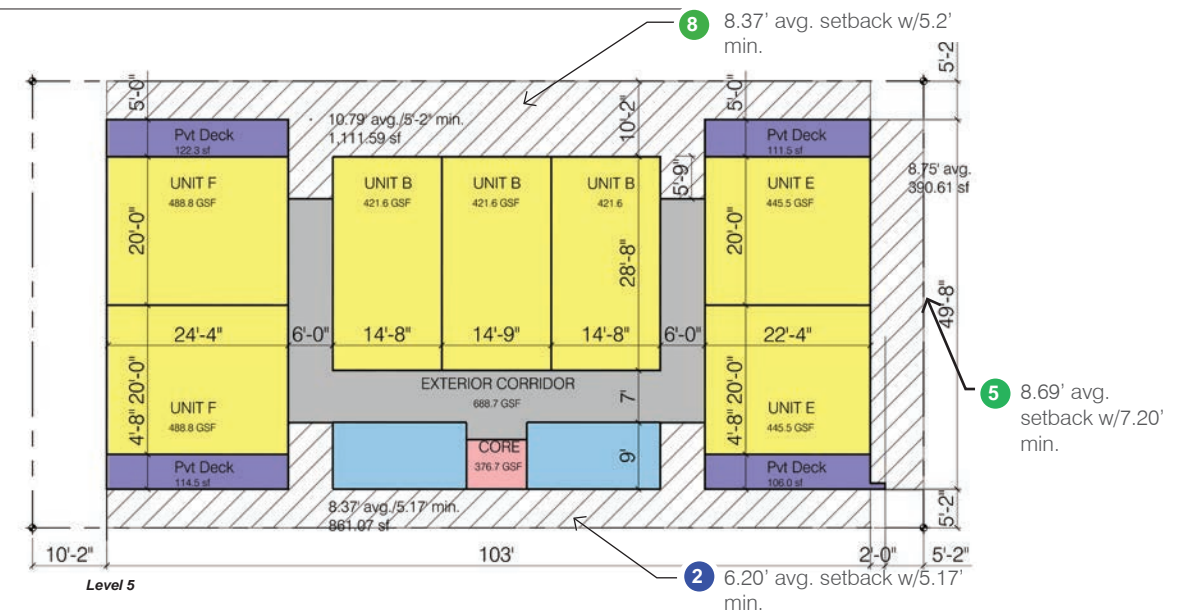 8
8.37' avg. setback w/5.2'
min.
5'-2
5'-0"
5'-0"
10'-2"
10.79' avg./5'-2" min.
1,111.59 sf
Pvt Deck
122.3 sf
Pvt Deck
111.5 sf
8.75' avg.
390.61 sf
5'-9"
UNIT F
488.8 GSF
UNIT B
421.6 GSF
UNIT B
421.6 GSF
UNIT B
421.6
UNIT E
445.5 GSF
20'-0"
28'-8"
20'-0"
49'-8"
24'-4"
6'-0"
14'-8"
14'-9"
14'-8"
6'-0"
22'-4"
EXTERIOR CORRIDOR
688.7 GSF
7'
5
8.69' avg.
setback w/7.20'
min.
UNIT F
488.8 GSF
4'-8" 20'-0"
UNIT E
445.5 GSF
4'-8" 20'-0"
CORE
376.7 GSF
9'
Pvt Deck
114.5 sf
Pvt Deck
106.0 sf
8.37' avg./5.17' min.
861.07 sf
5'-2"
10'-2"
103'
2'-0"
5'-2"
Level 5
2
6.20' avg. setback w/5.17'
min.